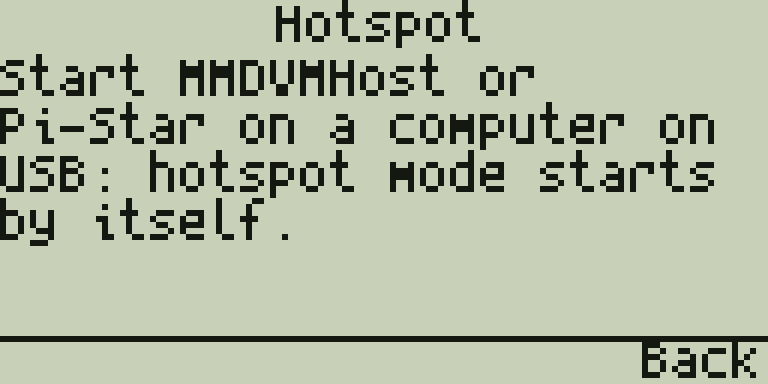 Hotspot
Start MMDVMHost or
Pi-Star on a computer on
USB: hotspot mode starts
by itself.
Back